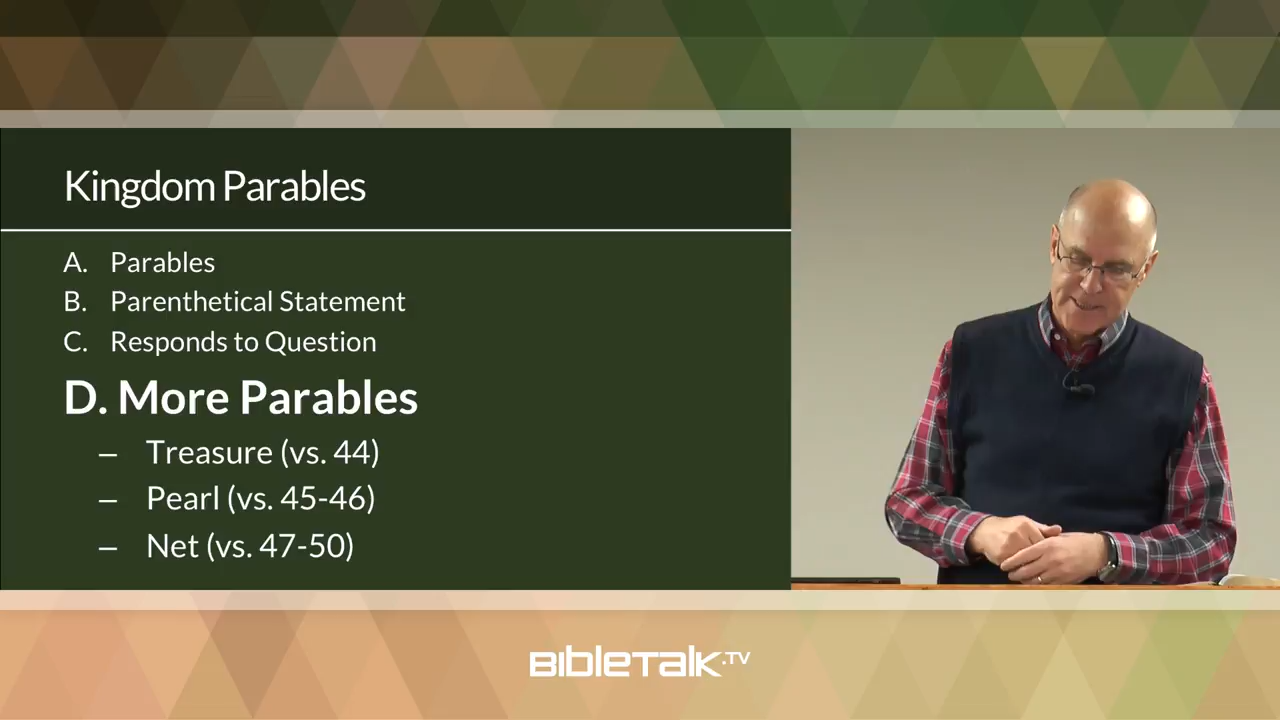 Kingdom Parables
A. Parables
B. Parenthetical Statement
C. Responds to Question
D. More Parables
– Treasure (vs. 44)
– Pearl (vs. 45-46)
– Net (vs. 47-50)
BiBleTalk.TV